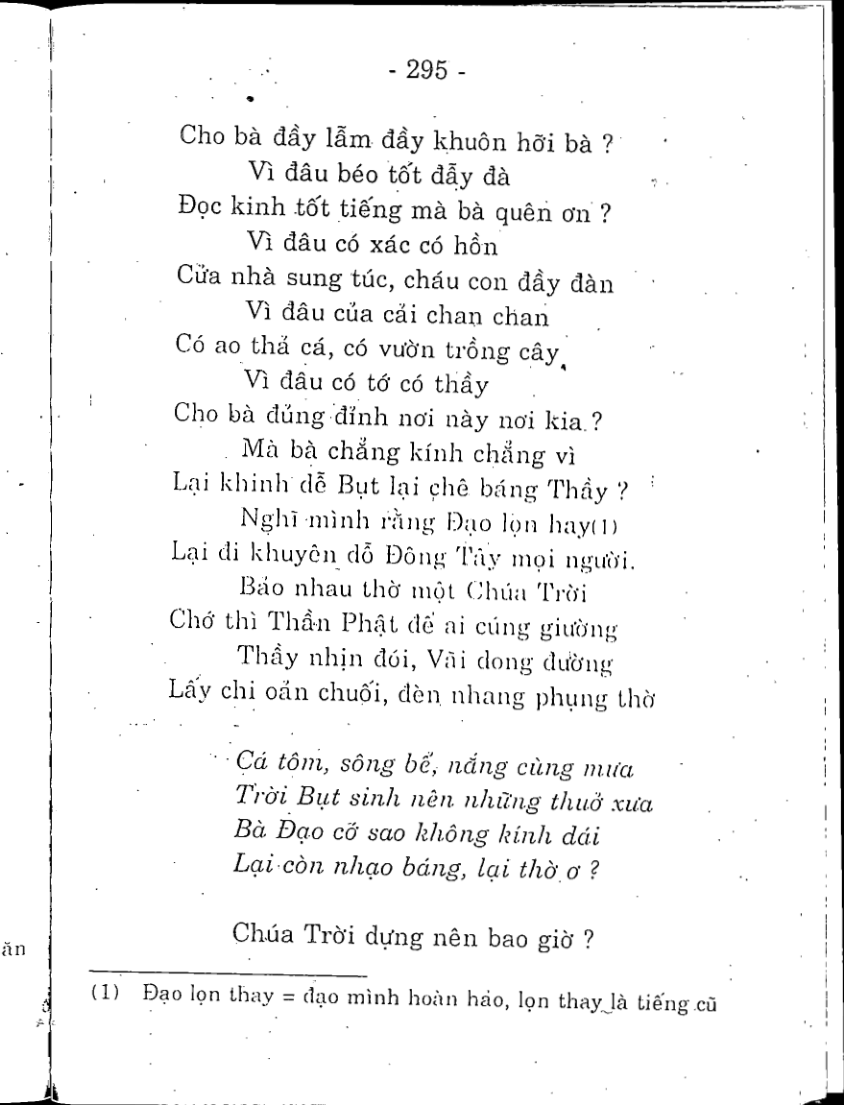 - 295 -
Cho bà đầy lẫm đầy khuôn hỡi bà ?
Vì đâu béo tốt đẫy đà
Đọc kinh tốt tiếng mà bà quên ơn ?
Vì đâu có xác có hồn
Cửa nhà sung túc, cháu con đầy đàn
Vì đâu của cải chan chan
Có ao thả cá, có vườn trồng cây,
Vì đâu có tớ có thầy
Cho bà đủng đỉnh nơi này nơi kia ?
Mà bà chẳng kính chẳng vì
Lại khinh dễ Bụt lại chê báng Thầy ?
Nghĩ mình rằng Đạo lọn hay(1)
Lại đi khuyên dỗ Đông Tây mọi người.
Bảo nhau thờ một Chúa Trời
Chớ thì Thần Phật để ai cúng giường
Thầy nhịn đói, Vãi dong đường
Lấy chi oản chuối, đèn nhang phụng thờ
Cá tôm, sông bể, nắng cùng mưa
Trời Bụt sinh nên những thuở xưa
Bà Đạo cỡ sao không kính dái
Lại còn nhạo báng, lại thờ ơ ?
Chúa Trời dựng nên bao giờ ?
ăn
(1) Đạo lọn thay = đạo mình hoàn hảo, lọn thay là tiếng cũ